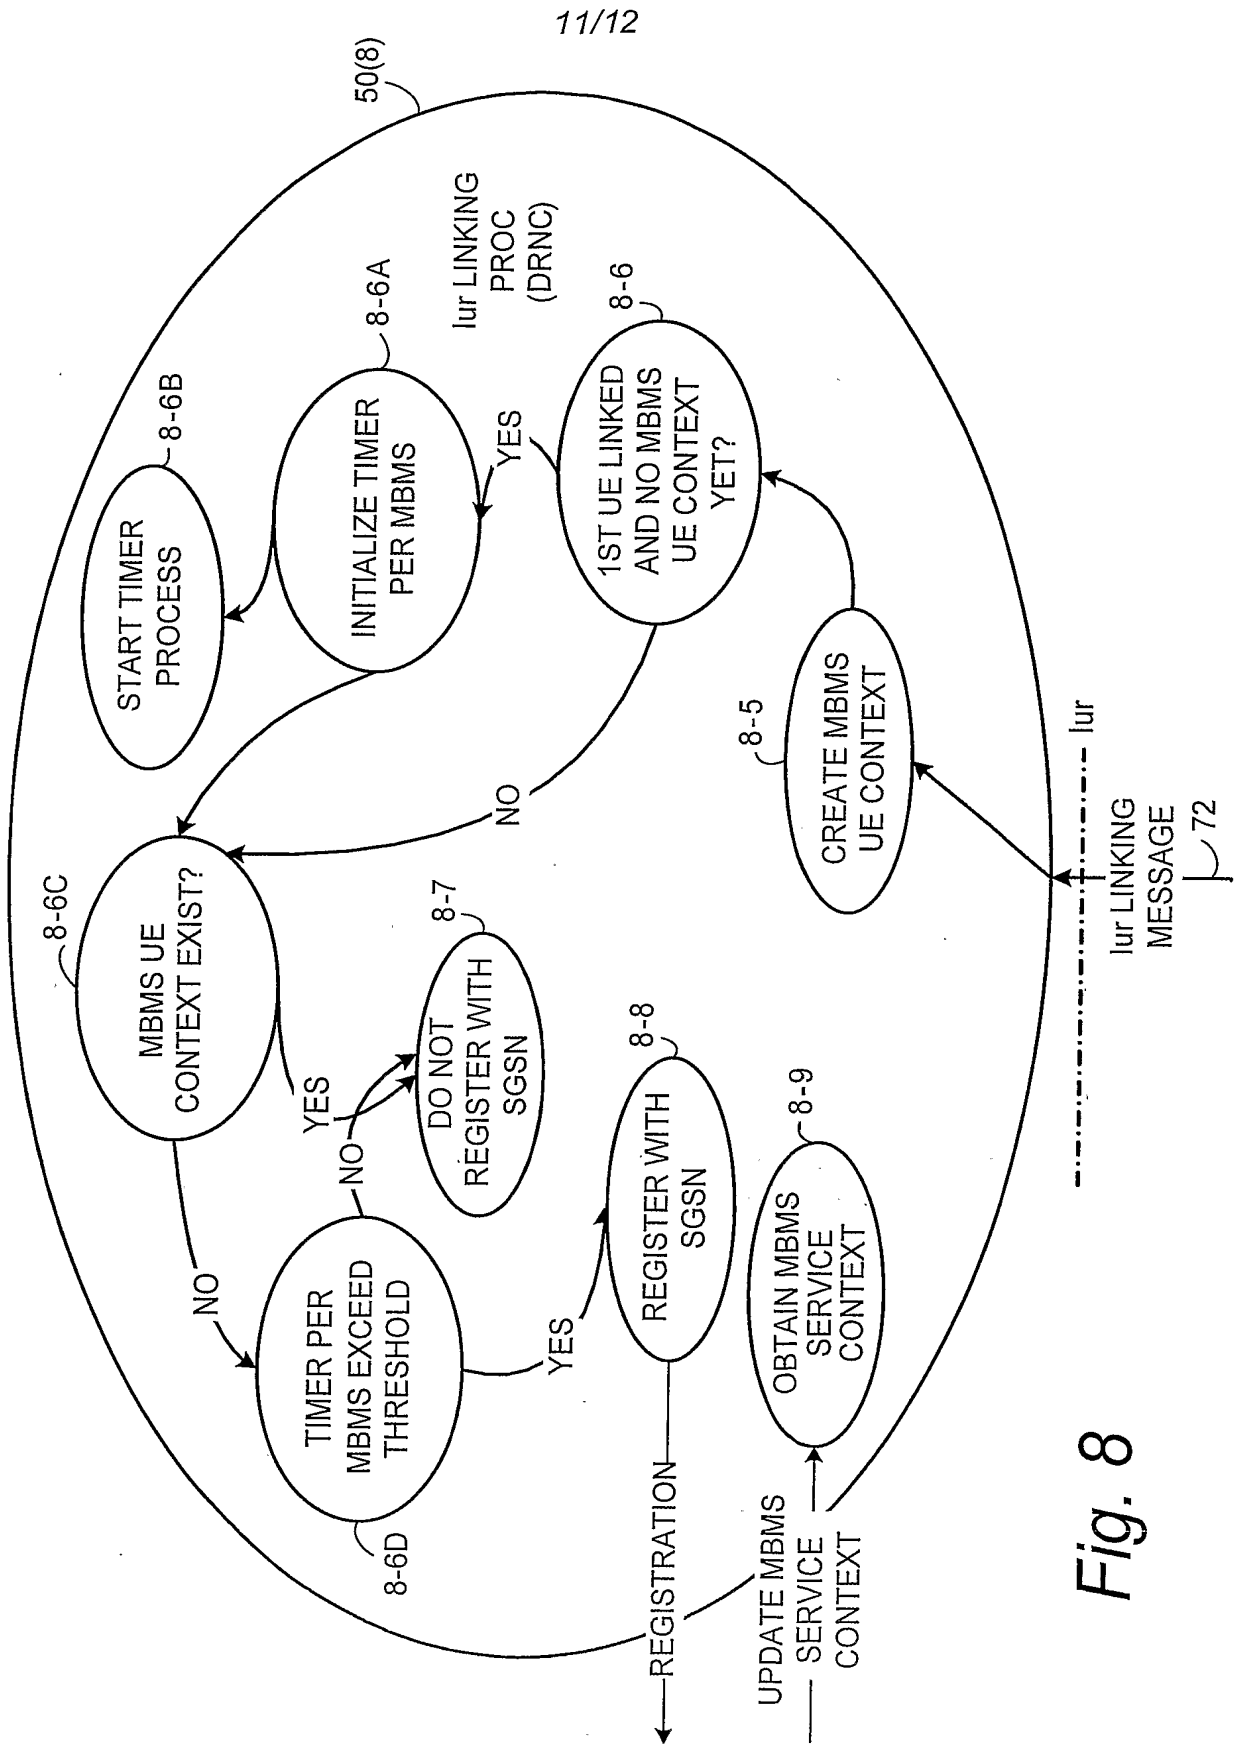 11/12
50(8)
Iur LINKING
PROC
(DRNC)
8-6B
START TIMER
PROCESS
8-6A
INITIALIZE TIMER
PER MBMS
YES
8-6
1ST UE LINKED
AND NO MBMS
UE CONTEXT
YET?
NO
8-5
CREATE MBMS
UE CONTEXT
Iur
Iur LINKING
MESSAGE
72
8-6C
MBMS UE
CONTEXT EXIST?
YES
NO
8-7
DO NOT
REGISTER WITH
SGSN
NO
TIMER PER
MBMS EXCEED
THRESHOLD
8-6D
YES
8-8
REGISTER WITH
SGSN
REGISTRATION
8-9
OBTAIN MBMS
SERVICE
CONTEXT
UPDATE MBMS
SERVICE
CONTEXT
Fig. 8